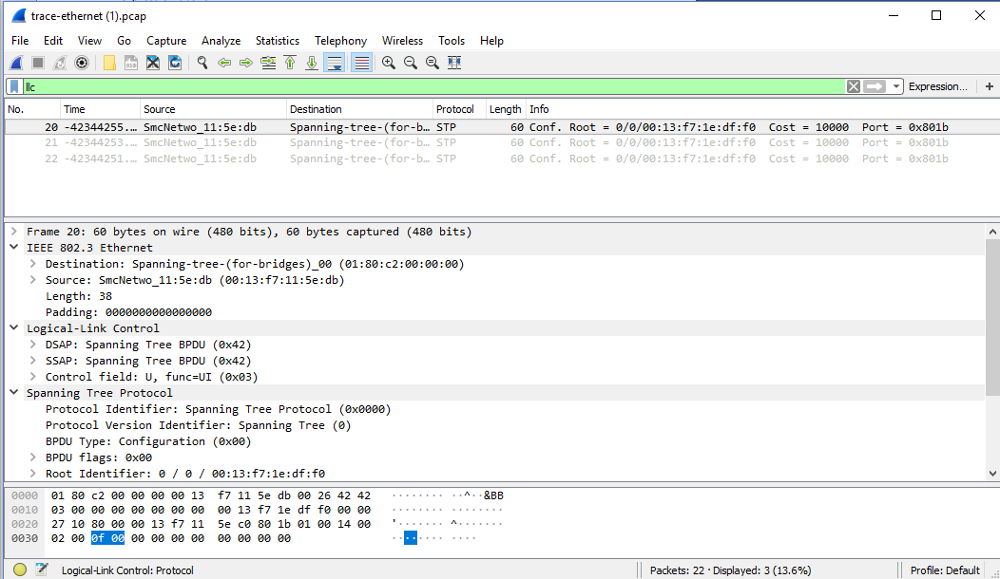 trace-ethernet (1).pcap
File Edit View Go Capture Analyze Statistics Telephony Wireless Tools Help
llc Expression... +
No. Time Source Destination Protocol Length Info
20 -42344255.… SmcNetwo_11:5e:db Spanning-tree-(for-b… STP 60 Conf. Root = 0/0/00:13:f7:1e:df:f0 Cost = 10000 Port = 0x801b
21 -42344253.… SmcNetwo_11:5e:db Spanning-tree-(for-b… STP 60 Conf. Root = 0/0/00:13:f7:1e:df:f0 Cost = 10000 Port = 0x801b
22 -42344251.… SmcNetwo_11:5e:db Spanning-tree-(for-b… STP 60 Conf. Root = 0/0/00:13:f7:1e:df:f0 Cost = 10000 Port = 0x801b
Frame 20: 60 bytes on wire (480 bits), 60 bytes captured (480 bits)
IEEE 802.3 Ethernet
Destination: Spanning-tree-(for-bridges)_00 (01:80:c2:00:00:00)
Source: SmcNetwo_11:5e:db (00:13:f7:11:5e:db)
Length: 38
Padding: 0000000000000000
Logical-Link Control
DSAP: Spanning Tree BPDU (0x42)
SSAP: Spanning Tree BPDU (0x42)
Control field: U, func=UI (0x03)
Spanning Tree Protocol
Protocol Identifier: Spanning Tree Protocol (0x0000)
Protocol Version Identifier: Spanning Tree (0)
BPDU Type: Configuration (0x00)
BPDU flags: 0x00
Root Identifier: 0 / 0 / 00:13:f7:1e:df:f0
0000 01 80 c2 00 00 00 00 13 f7 11 5e db 00 26 42 42 ········ ··^··&BB
0010 03 00 00 00 00 00 00 00 13 f7 1e df f0 00 00 ········ ········
0020 27 10 80 00 00 13 f7 11 5e c0 80 1b 01 00 14 00 '······· ^·······
0030 02 00 0f 00 00 00 00 00 00 00 00 00 ········ ····
Logical-Link Control: Protocol Packets: 22 · Displayed: 3 (13.6%) Profile: Default